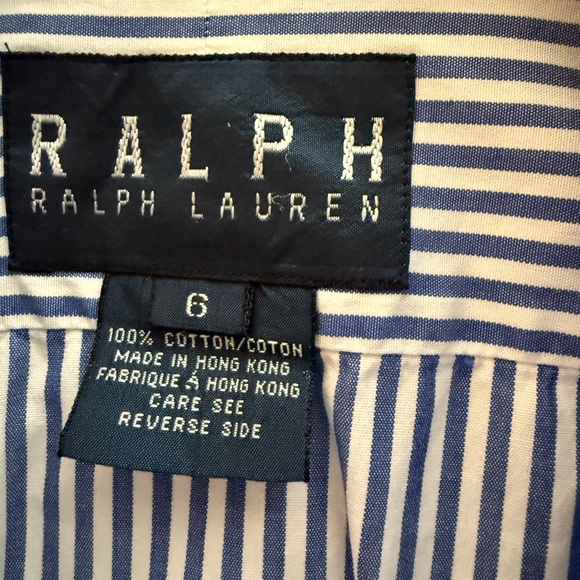 RALPH
RALPH LAUREN
6
100% COTTON/COTON
MADE IN HONG KONG
FABRIQUE À HONG KONG
CARE SEE
REVERSE SIDE